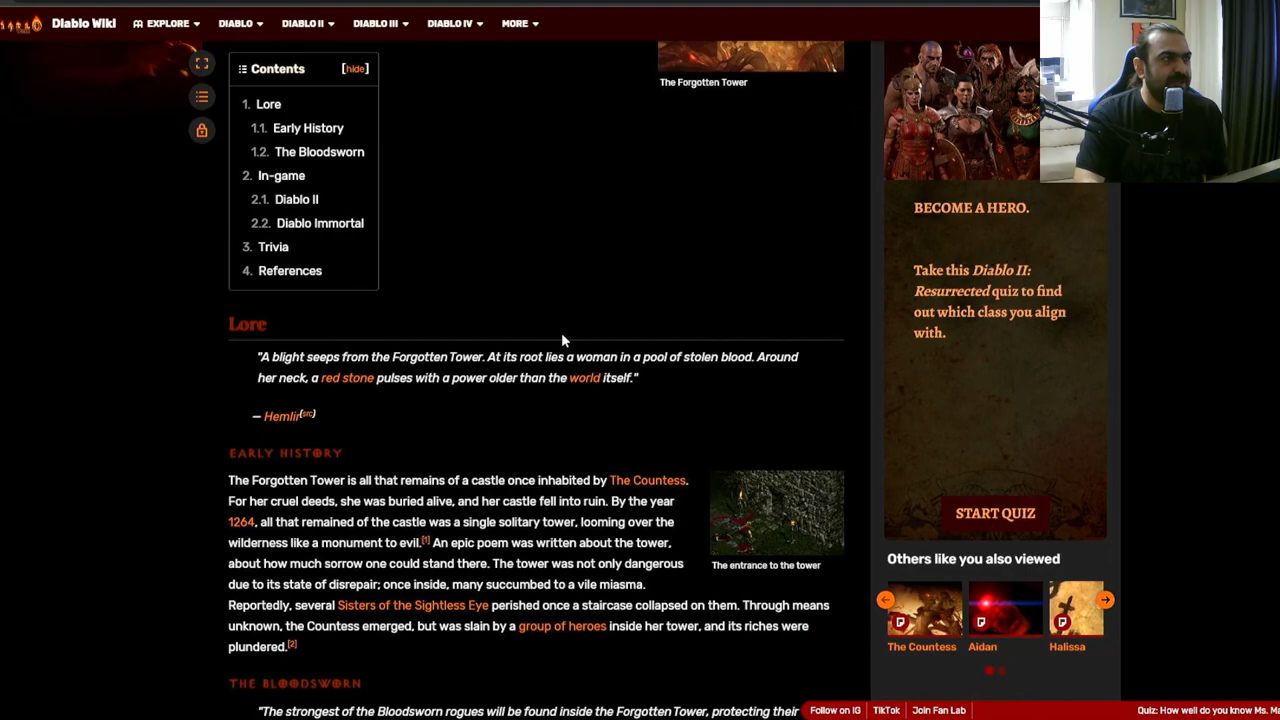 Diablo Wiki
EXPLORE
DIABLO
DIABLO II
DIABLO III
DIABLO IV
MORE
Contents [hide]
1. Lore
1.1. Early History
1.2. The Bloodsworn
2. In-game
2.1. Diablo II
2.2. Diablo Immortal
3. Trivia
4. References
The Forgotten Tower
Lore
"A blight seeps from the Forgotten Tower. At its root lies a woman in a pool of stolen blood. Around
her neck, a red stone pulses with a power older than the world itself."
— Hemlir(src)
EARLY HISTORY
The Forgotten Tower is all that remains of a castle once inhabited by The Countess.
For her cruel deeds, she was buried alive, and her castle fell into ruin. By the year
1264, all that remained of the castle was a single solitary tower, looming over the
wilderness like a monument to evil.[1] An epic poem was written about the tower,
about how much sorrow one could stand there. The tower was not only dangerous
due to its state of disrepair; once inside, many succumbed to a vile miasma.
Reportedly, several Sisters of the Sightless Eye perished once a staircase collapsed on them. Through means
unknown, the Countess emerged, but was slain by a group of heroes inside her tower, and its riches were
plundered.[2]
The entrance to the tower
THE BLOODSWORN
"The strongest of the Bloodsworn rogues will be found inside the Forgotten Tower, protecting their
BECOME A HERO.
Take this Diablo II:
Resurrected quiz to find
out which class you align
with.
START QUIZ
Others like you also viewed
The Countess
Aidan
Halissa
Follow on IG
TikTok
Join Fan Lab
Quiz: How well do you know Ms. Ma